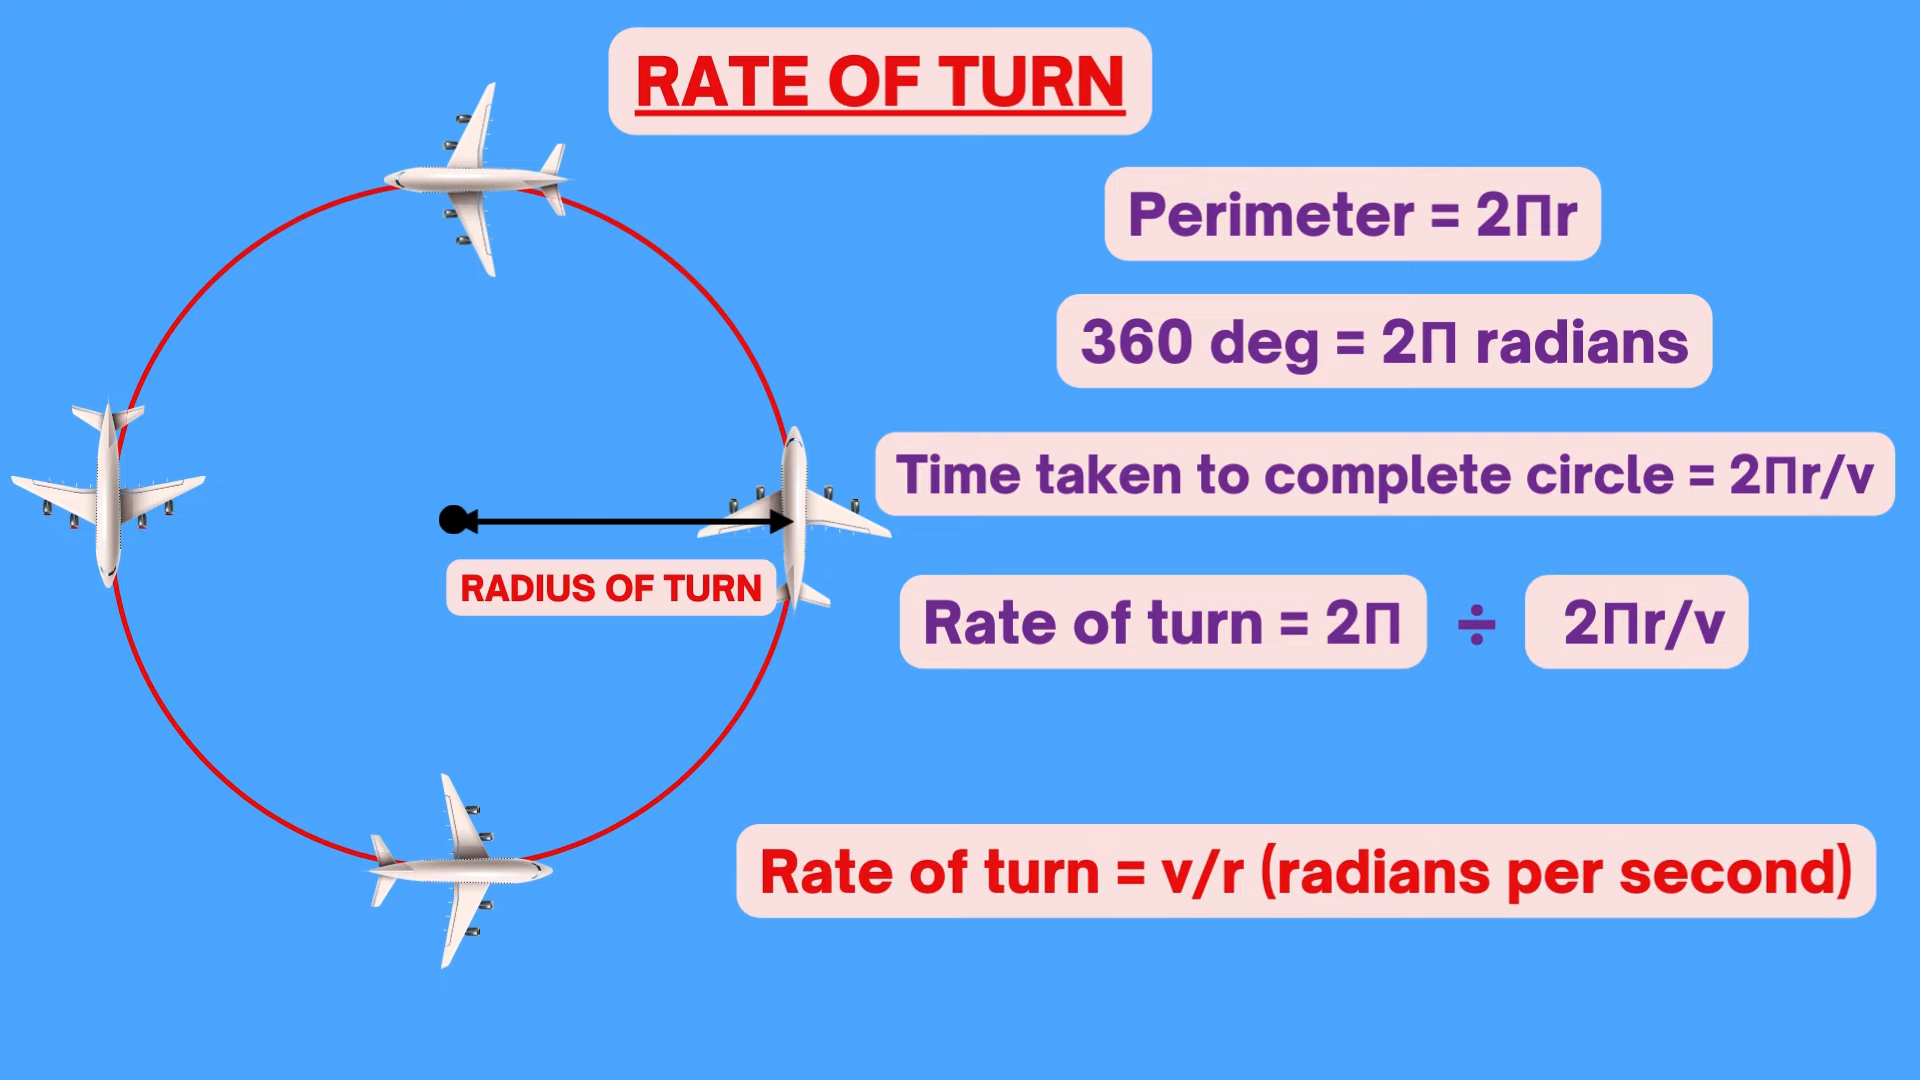 RATE OF TURN
Perimeter = 2Πr
360 deg = 2Π radians
Time taken to complete circle = 2Πr/v
RADIUS OF TURN
Rate of turn = 2Π ÷ 2Πr/v
Rate of turn = v/r (radians per second)